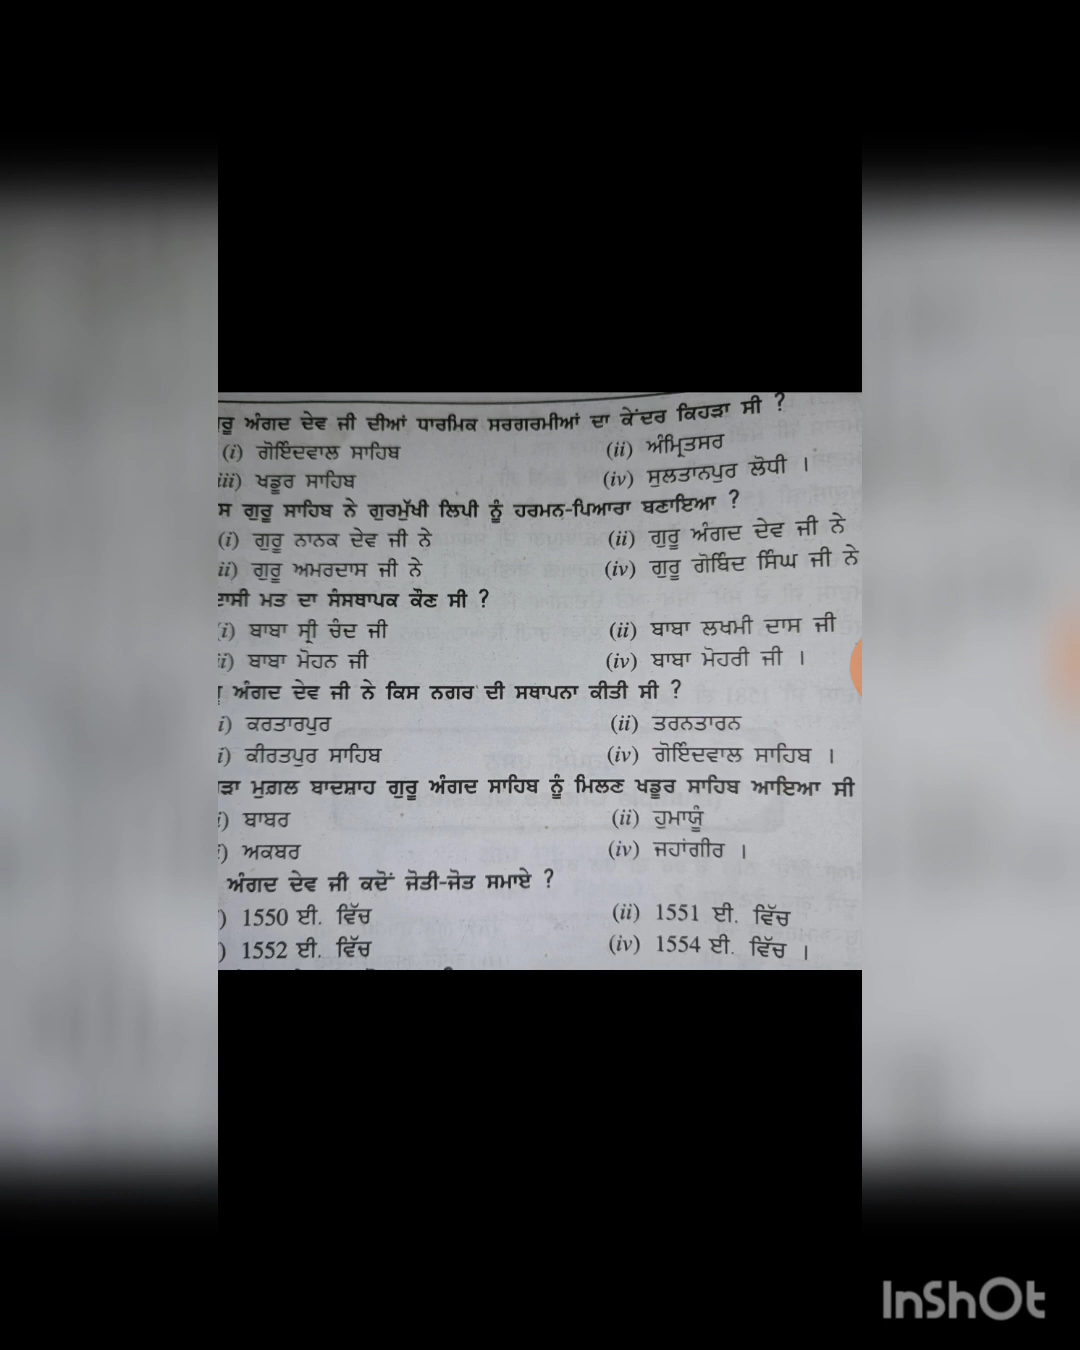 ਰੂ ਅੰਗਦ ਦੇਵ ਜੀ ਦੀਆਂ ਧਾਰਮਿਕ ਸਰਗਰਮੀਆਂ ਦਾ ਕੇਂਦਰ ਕਿਹੜਾ ਸੀ ?
(i) ਗੋਇੰਦਵਾਲ ਸਾਹਿਬ (ii) ਅੰਮ੍ਰਿਤਸਰ
iii) ਖਡੂਰ ਸਾਹਿਬ (iv) ਸੁਲਤਾਨਪੁਰ ਲੋਧੀ ।
ਸ ਗੁਰੂ ਸਾਹਿਬ ਨੇ ਗੁਰਮੁੱਖੀ ਲਿਪੀ ਨੂੰ ਹਰਮਨ-ਪਿਆਰਾ ਬਣਾਇਆ ?
(i) ਗੁਰੂ ਨਾਨਕ ਦੇਵ ਜੀ ਨੇ (ii) ਗੁਰੂ ਅੰਗਦ ਦੇਵ ਜੀ ਨੇ
ii) ਗੁਰੂ ਅਮਰਦਾਸ ਜੀ ਨੇ (iv) ਗੁਰੂ ਗੋਬਿੰਦ ਸਿੰਘ ਜੀ ਨੇ
ਦਾਸੀ ਮਤ ਦਾ ਸੰਸਥਾਪਕ ਕੌਣ ਸੀ ?
(i) ਬਾਬਾ ਸ੍ਰੀ ਚੰਦ ਜੀ (ii) ਬਾਬਾ ਲਖਮੀ ਦਾਸ ਜੀ
ii) ਬਾਬਾ ਮੋਹਨ ਜੀ (iv) ਬਾਬਾ ਮੋਹਰੀ ਜੀ ।
ਅੰਗਦ ਦੇਵ ਜੀ ਨੇ ਕਿਸ ਨਗਰ ਦੀ ਸਥਾਪਨਾ ਕੀਤੀ ਸੀ ?
i) ਕਰਤਾਰਪੁਰ (ii) ਤਰਨਤਾਰਨ
i) ਕੀਰਤਪੁਰ ਸਾਹਿਬ (iv) ਗੋਇੰਦਵਾਲ ਸਾਹਿਬ ।
ੜਾ ਮੁਗ਼ਲ ਬਾਦਸ਼ਾਹ ਗੁਰੂ ਅੰਗਦ ਸਾਹਿਬ ਨੂੰ ਮਿਲਣ ਖਡੂਰ ਸਾਹਿਬ ਆਇਆ ਸੀ
i) ਬਾਬਰ (ii) ਹੁਮਾਯੂੰ
) ਅਕਬਰ (iv) ਜਹਾਂਗੀਰ ।
ਅੰਗਦ ਦੇਵ ਜੀ ਕਦੋਂ ਜੋਤੀ-ਜੋਤ ਸਮਾਏ ?
) 1550 ਈ. ਵਿੱਚ (ii) 1551 ਈ. ਵਿੱਚ
) 1552 ਈ. ਵਿੱਚ (iv) 1554 ਈ. ਵਿੱਚ ।
InShOt